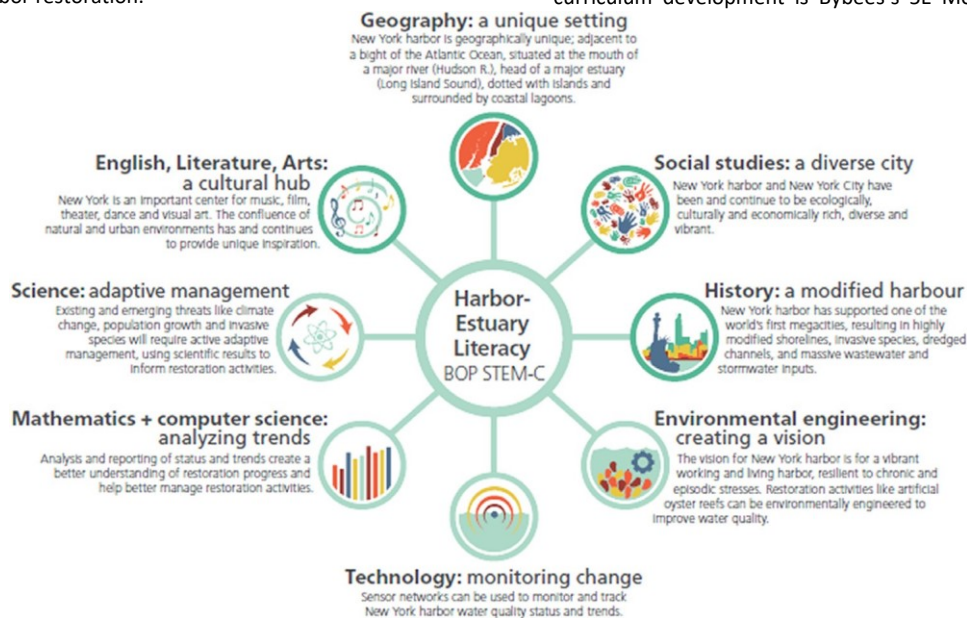 bor restoration.
curriculum development is Bybee's 5E Mo
Geography: a unique setting
New York harbor is geographically unique; adjacent to
a bight of the Atlantic Ocean, situated at the mouth of
a major river (Hudson R.), head of a major estuary
(Long Island Sound), dotted with islands and
surrounded by coastal lagoons.
English, Literature, Arts:
a cultural hub
New York is an important center for music, film,
theater, dance and visual art. The confluence of
natural and urban environments has and continues
to provide unique inspiration.
Social studies: a diverse city
New York harbor and New York City have
been and continue to be ecologically,
culturally and economically rich, diverse and
vibrant.
Science: adaptive management
Existing and emerging threats like climate
change, population growth and invasive
species will require active adaptive
management, using scientific results to
inform restoration activities.
Harbor-
Estuary
Literacy
BOP STEM-C
History: a modified harbour
New York harbor has supported one of the
world's first megacities, resulting in highly
modified shorelines, invasive species, dredged
channels, and massive wastewater and
stormwater inputs.
Mathematics + computer science:
analyzing trends
Analysis and reporting of status and trends create a
better understanding of restoration progress and
help better manage restoration activities.
Environmental engineering:
creating a vision
The vision for New York harbor is for a vibrant
working and living harbor, resilient to chronic and
episodic stresses. Restoration activities like artificial
oyster reefs can be environmentally engineered to
improve water quality.
Technology: monitoring change
Sensor networks can be used to monitor and track
New York harbor water quality status and trends.